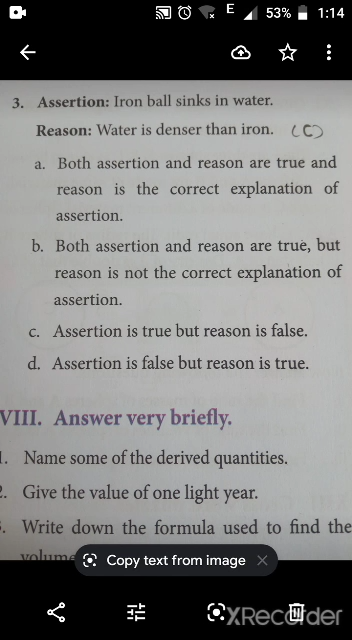 E 53% 1:14
3. Assertion: Iron ball sinks in water.
Reason: Water is denser than iron. (C)
a. Both assertion and reason are true and
reason is the correct explanation of
assertion.
b. Both assertion and reason are true, but
reason is not the correct explanation of
assertion.
c. Assertion is true but reason is false.
d. Assertion is false but reason is true.
VIII. Answer very briefly.
1. Name some of the derived quantities.
2. Give the value of one light year.
3. Write down the formula used to find the
volume
Copy text from image
XRecorder